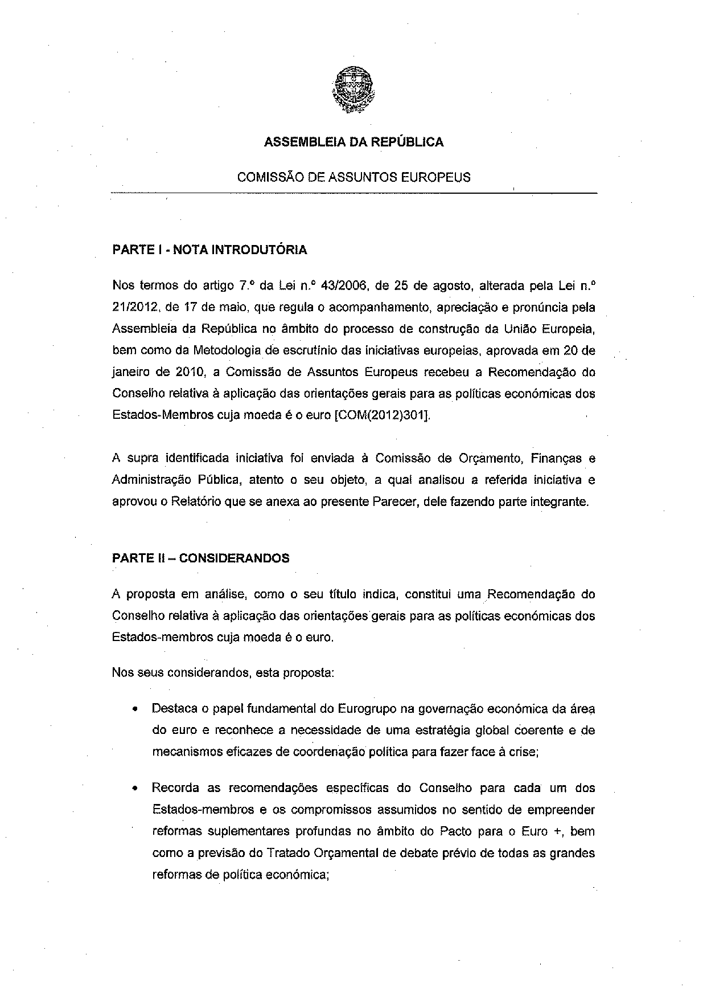 ASSEMBLEIA DA REPÚBLICA
COMISSÃO DE ASSUNTOS EUROPEUS
PARTE I - NOTA INTRODUTÓRIA
Nos termos do artigo 7.º da Lei n.º 43/2006, de 25 de agosto, alterada pela Lei n.º
21/2012, de 17 de maio, que regula o acompanhamento, apreciação e pronúncia pela
Assembleia da República no âmbito do processo de construção da União Europeia,
bem como da Metodologia de escrutínio das iniciativas europeias, aprovada em 20 de
janeiro de 2010, a Comissão de Assuntos Europeus recebeu a Recomendação do
Conselho relativa à aplicação das orientações gerais para as políticas económicas dos
Estados-Membros cuja moeda é o euro [COM(2012)301].
A supra identificada iniciativa foi enviada à Comissão de Orçamento, Finanças e
Administração Pública, atento o seu objeto, a qual analisou a referida iniciativa e
aprovou o Relatório que se anexa ao presente Parecer, dele fazendo parte integrante.
PARTE II – CONSIDERANDOS
A proposta em análise, como o seu título indica, constitui uma Recomendação do
Conselho relativa à aplicação das orientações gerais para as políticas económicas dos
Estados-membros cuja moeda é o euro.
Nos seus considerandos, esta proposta:
• Destaca o papel fundamental do Eurogrupo na governação económica da área
do euro e reconhece a necessidade de uma estratégia global coerente e de
mecanismos eficazes de coordenação política para fazer face à crise;
• Recorda as recomendações específicas do Conselho para cada um dos
Estados-membros e os compromissos assumidos no sentido de empreender
reformas suplementares profundas no âmbito do Pacto para o Euro +, bem
como a previsão do Tratado Orçamental de debate prévio de todas as grandes
reformas de política económica;